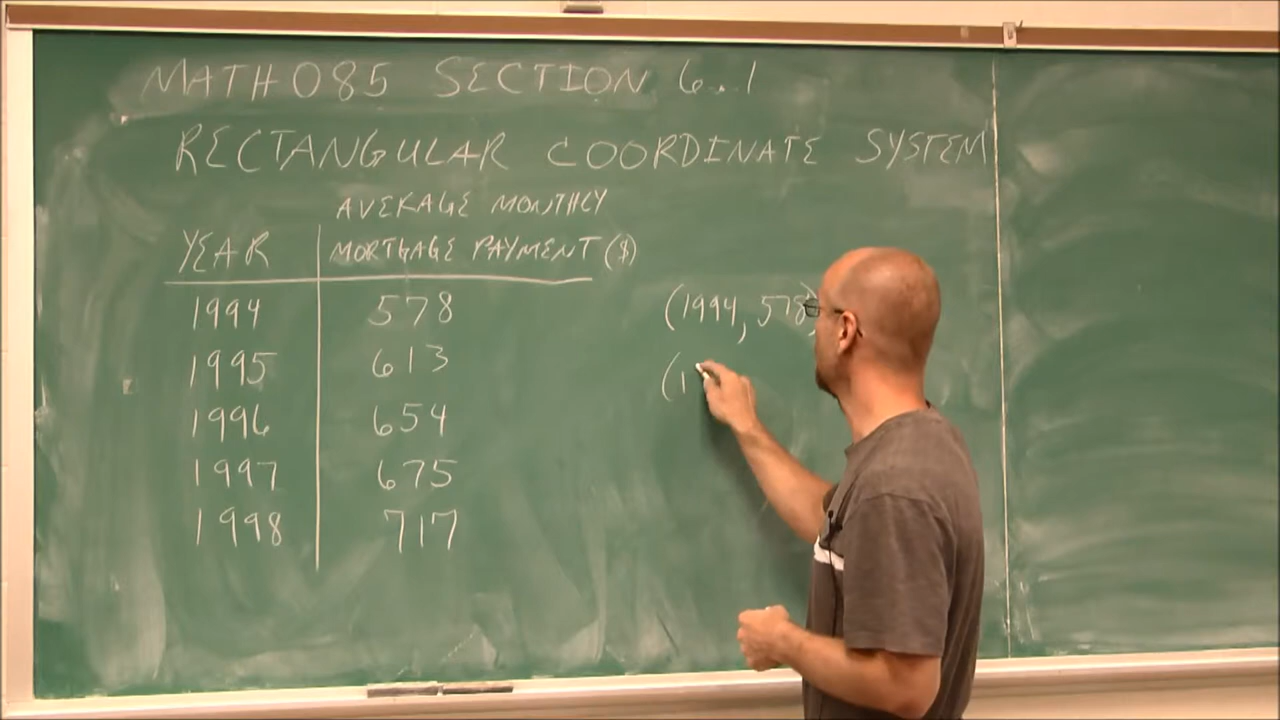 MATH 085 SECTION 6.1
RECTANGULAR COORDINATE SYSTEM
AVERAGE MONTHLY
YEAR MORTGAGE PAYMENT ($)
1994 578 (1994, 578)
1995 613 (1
1996 654
1997 675
1998 717